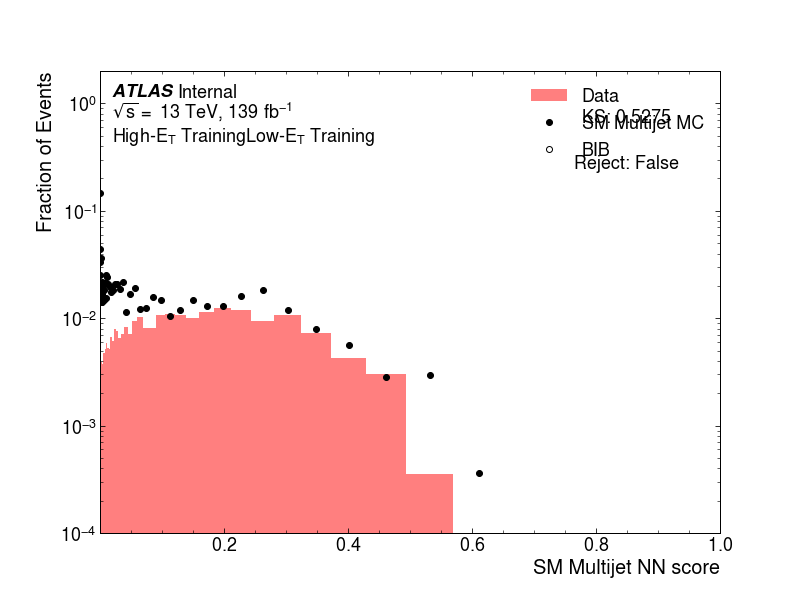 ATLAS Internal
√s = 13 TeV, 139 fb⁻¹
High-E_T TrainingLow-E_T Training
Data
KS: 0.5275
SM Multijet MC
BIB
Reject: False
Fraction of Events
10⁰
10⁻¹
10⁻²
10⁻³
10⁻⁴
0.2 0.4 0.6 0.8 1.0
SM Multijet NN score